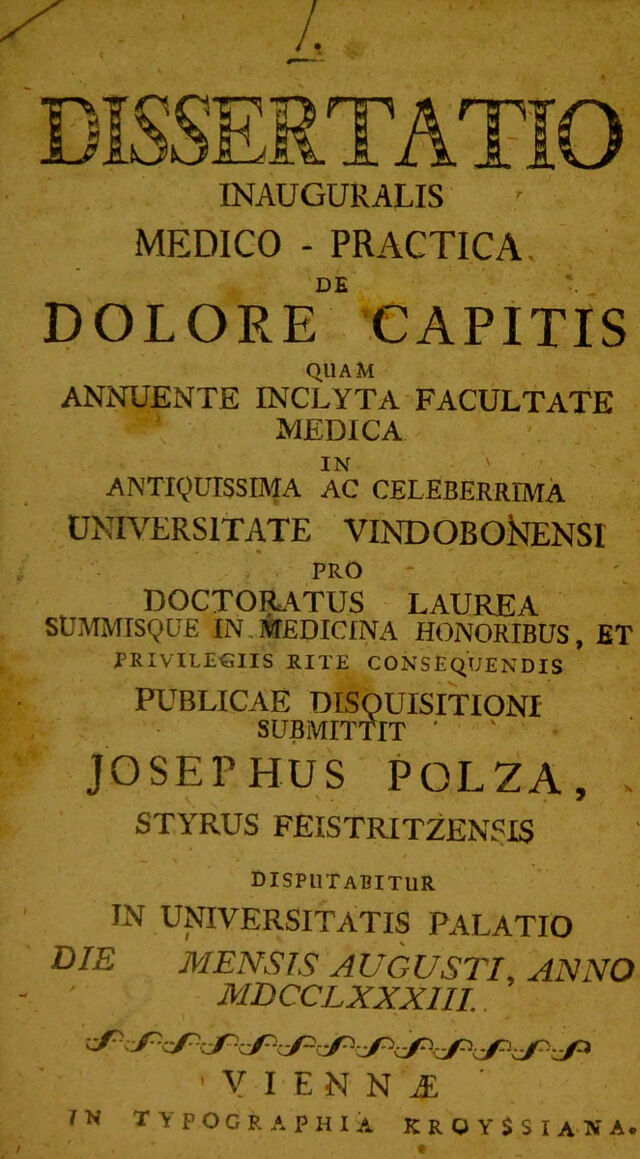 1.
DISSERTATIO
INAUGURALIS
MEDICO - PRACTICA
DE
DOLORE CAPITIS
QUAM
ANNUENTE INCLYTA FACULTATE
MEDICA
IN
ANTIQUISSIMA AC CELEBERRIMA
UNIVERSITATE VINDOBONENSI
PRO
DOCTORATUS LAUREA
SUMMISQUE IN MEDICINA HONORIBUS, ET
PRIVILEGIIS RITE CONSEQUENDIS
PUBLICAE DISQUISITIONI
SUBMITTIT
JOSEPHUS POLZA,
STYRUS FEISTRITZENSIS
DISPUTABITUR
IN UNIVERSITATIS PALATIO
DIE MENSIS AUGUSTI, ANNO
MDCCLXXXIII.
VIENNÆ
IN TYPOGRAPHIA KROYSSIANA.